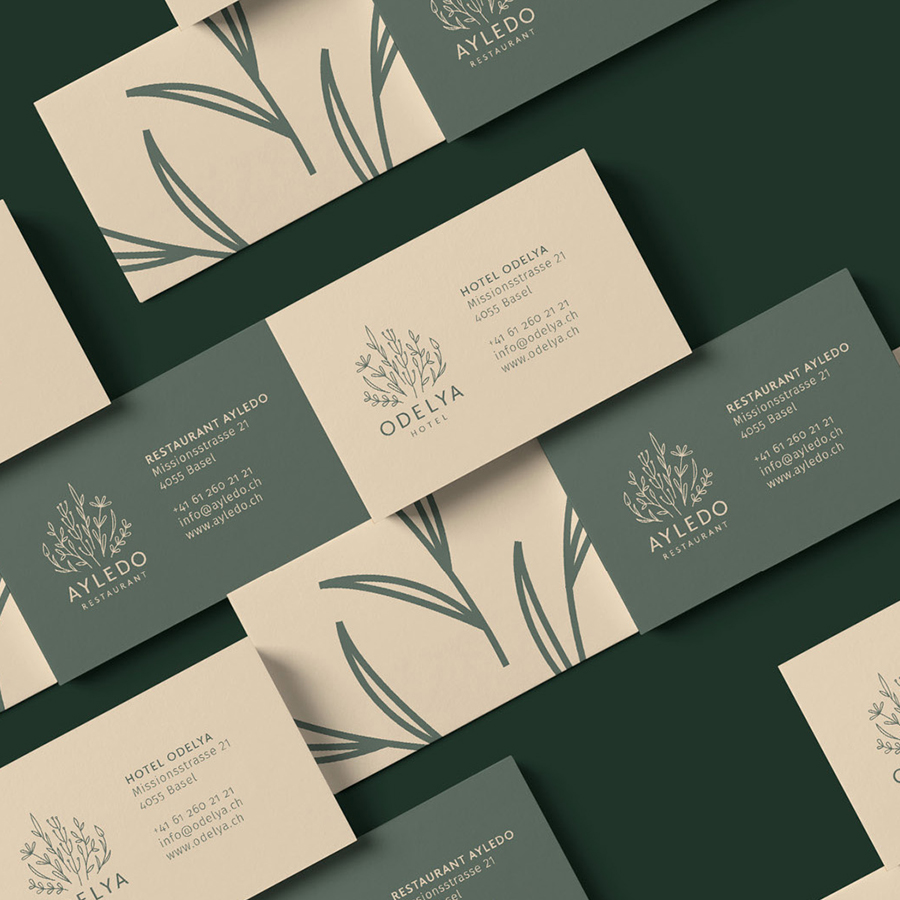 AYLEDO
RESTAURANT
HOTEL ODELYA
Missionsstrasse 21
4055 Basel
+41 61 260 21 21
info@odelya.ch
www.odelya.ch
ODELYA
HOTEL
RESTAURANT AYLEDO
Missionsstrasse 21
4055 Basel
+41 61 260 21 21
info@ayledo.ch
www.ayledo.ch
AYLEDO
RESTAURANT
RESTAURANT AYLEDO
Missionsstrasse 21
4055 Basel
+41 61 260 21 21
info@ayledo.ch
www.ayledo.ch
AYLEDO
RESTAURANT
HOTEL ODELYA
Missionsstrasse 21
4055 Basel
+41 61 260 21 21
info@odelya.ch
www.odelya.ch
ELYA
RESTAURANT AYLEDO
Missionsstrasse 21
4055 Basel